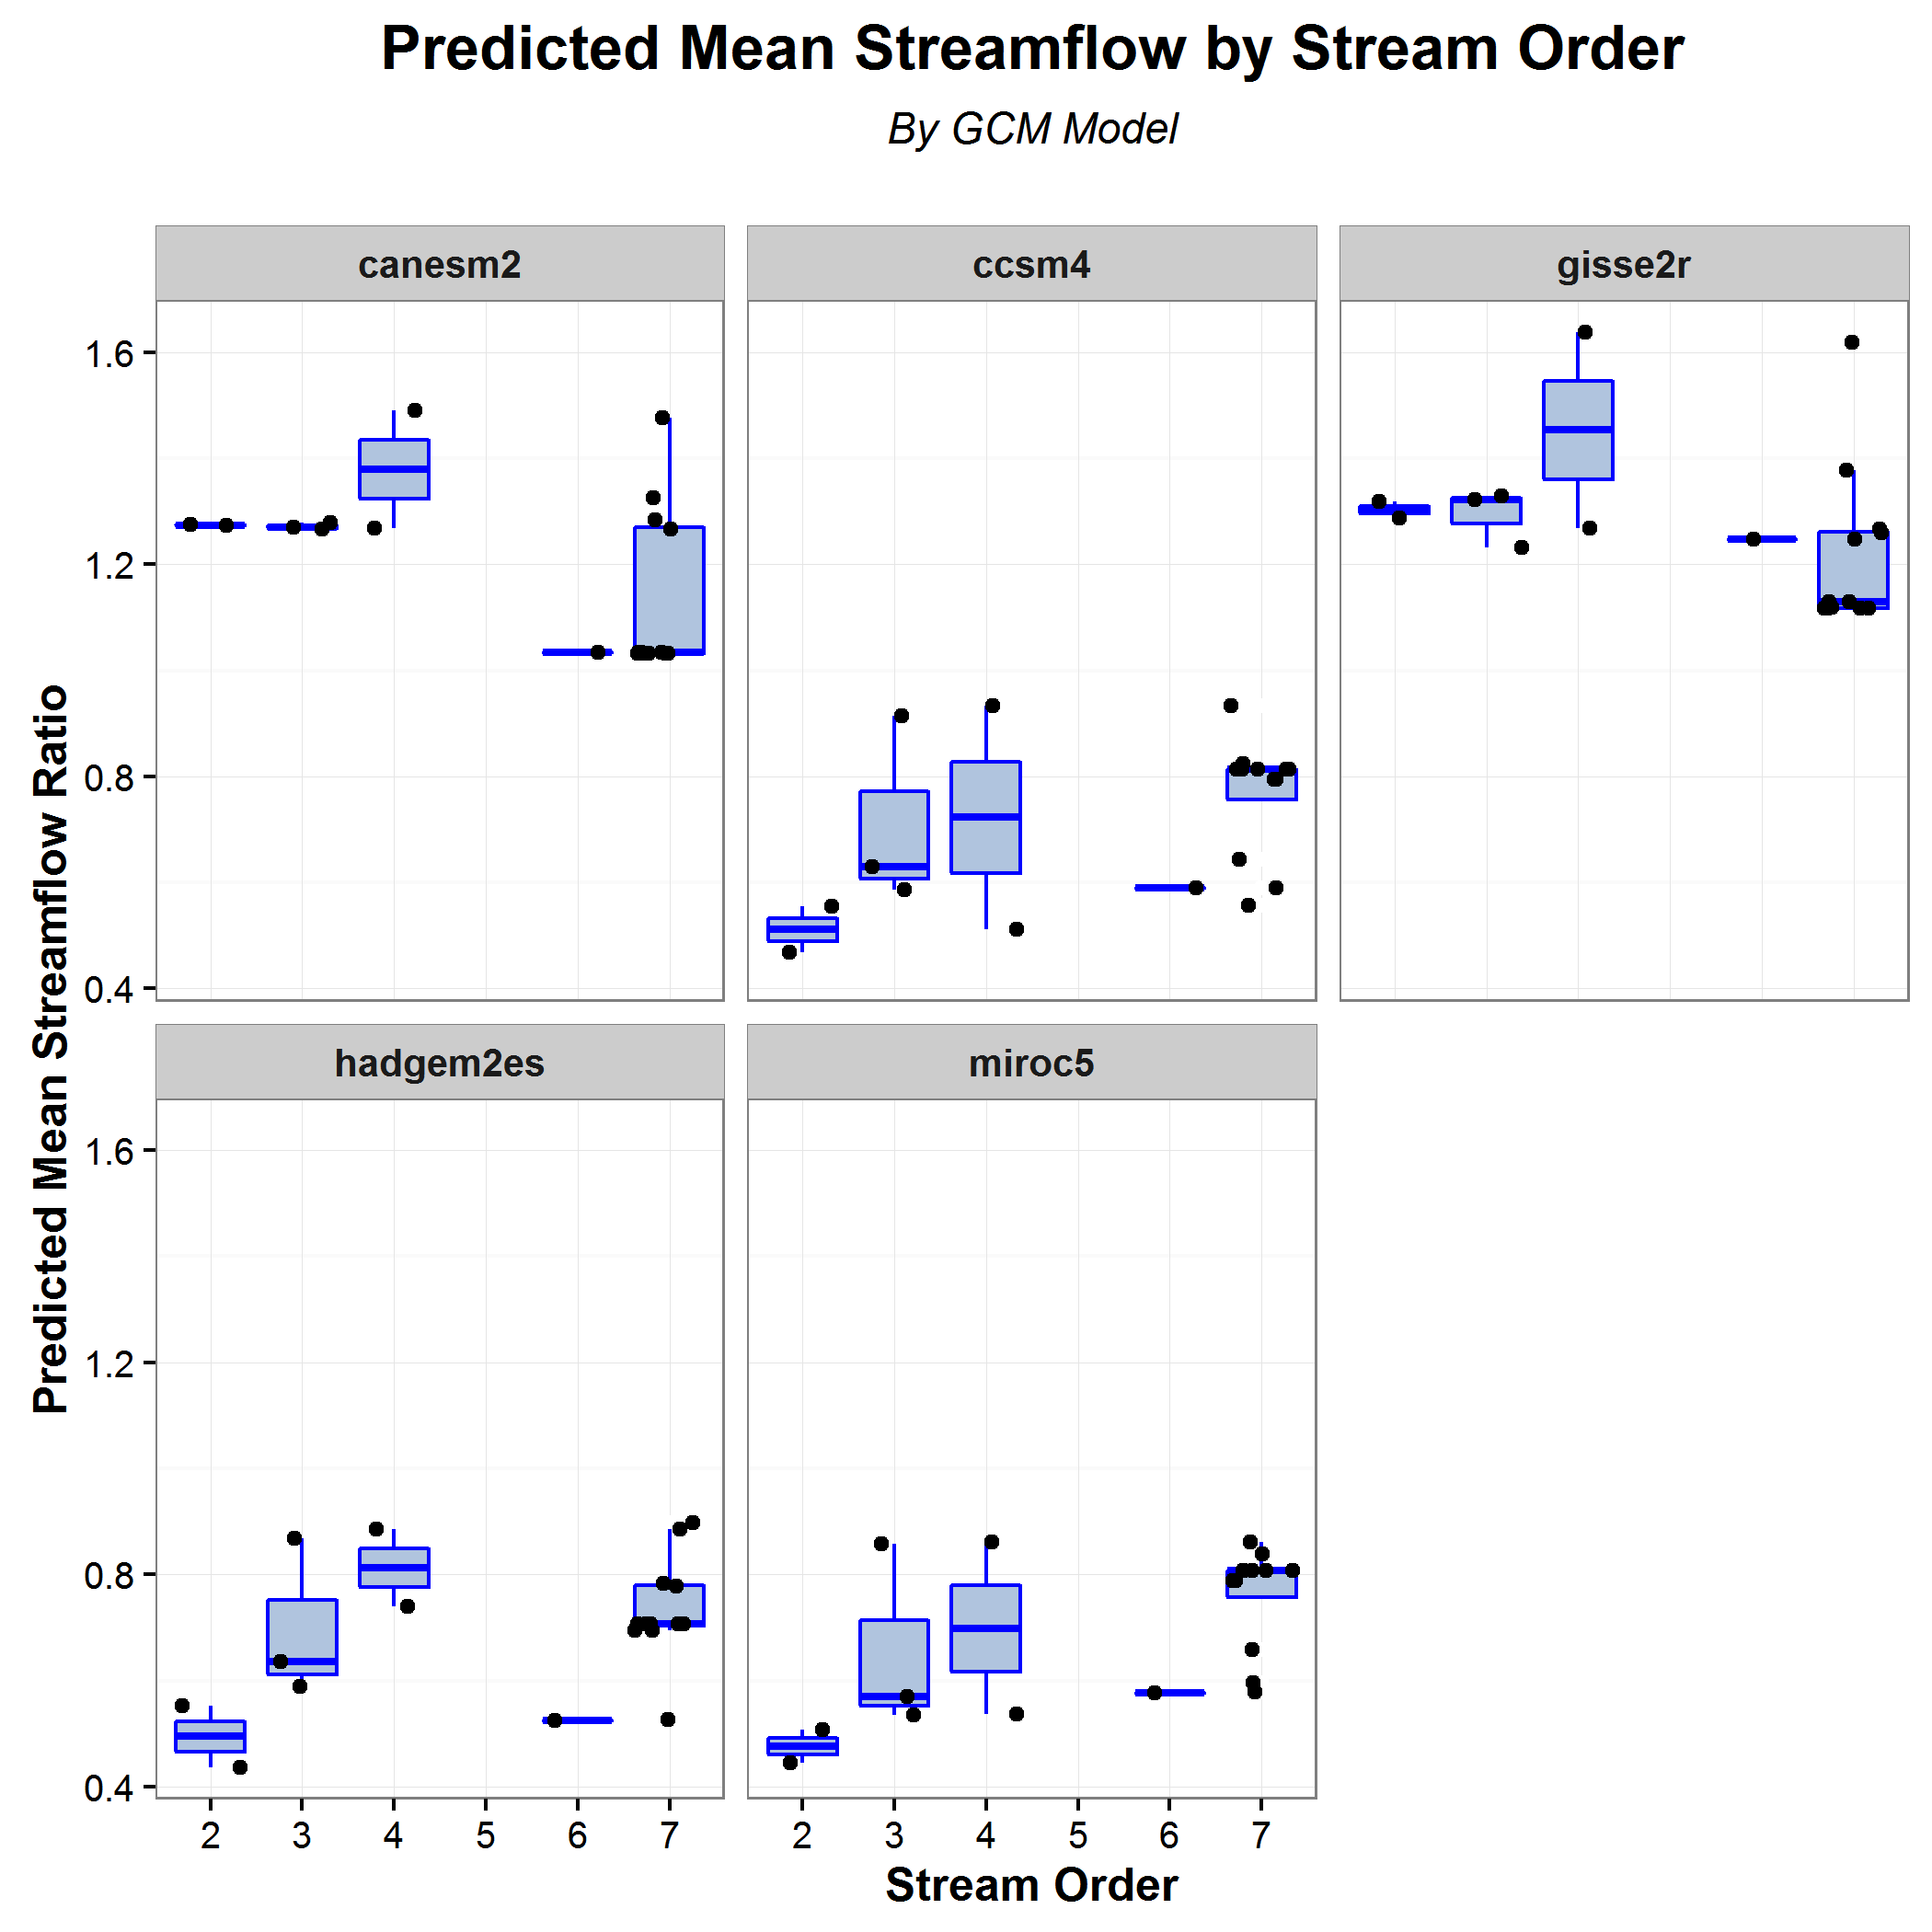 Predicted Mean Streamflow by Stream Order
By GCM Model
canesm2
ccsm4
gisse2r
1.6
1.2
0.8
0.4
Predicted Mean Streamflow Ratio
hadgem2es
miroc5
1.6
1.2
0.8
0.4
2 3 4 5 6 7
2 3 4 5 6 7
Stream Order